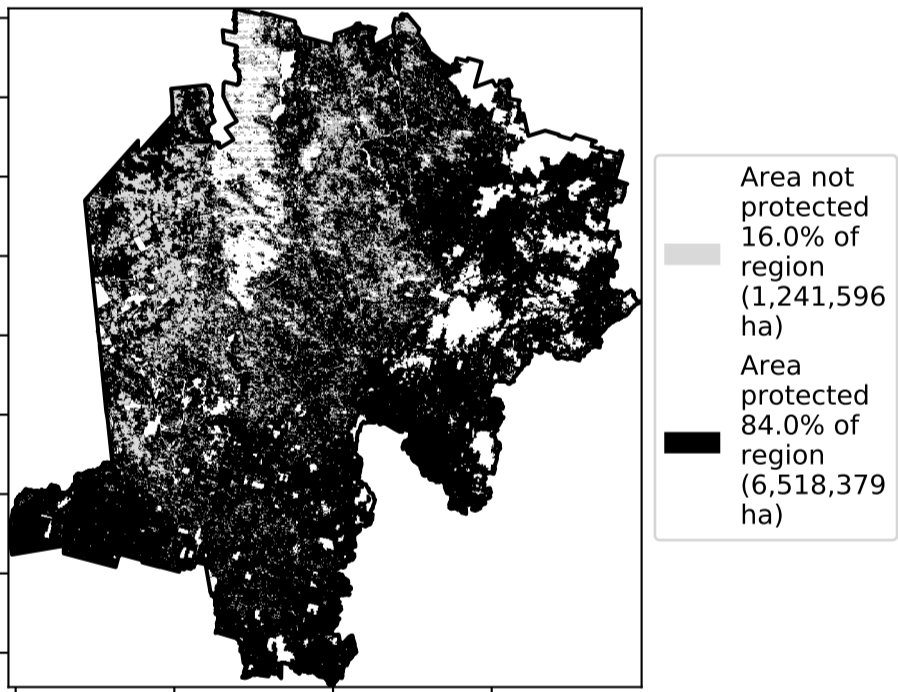 Area not
protected
16.0% of
region
(1,241,596
ha)
Area
protected
84.0% of
region
(6,518,379
ha)